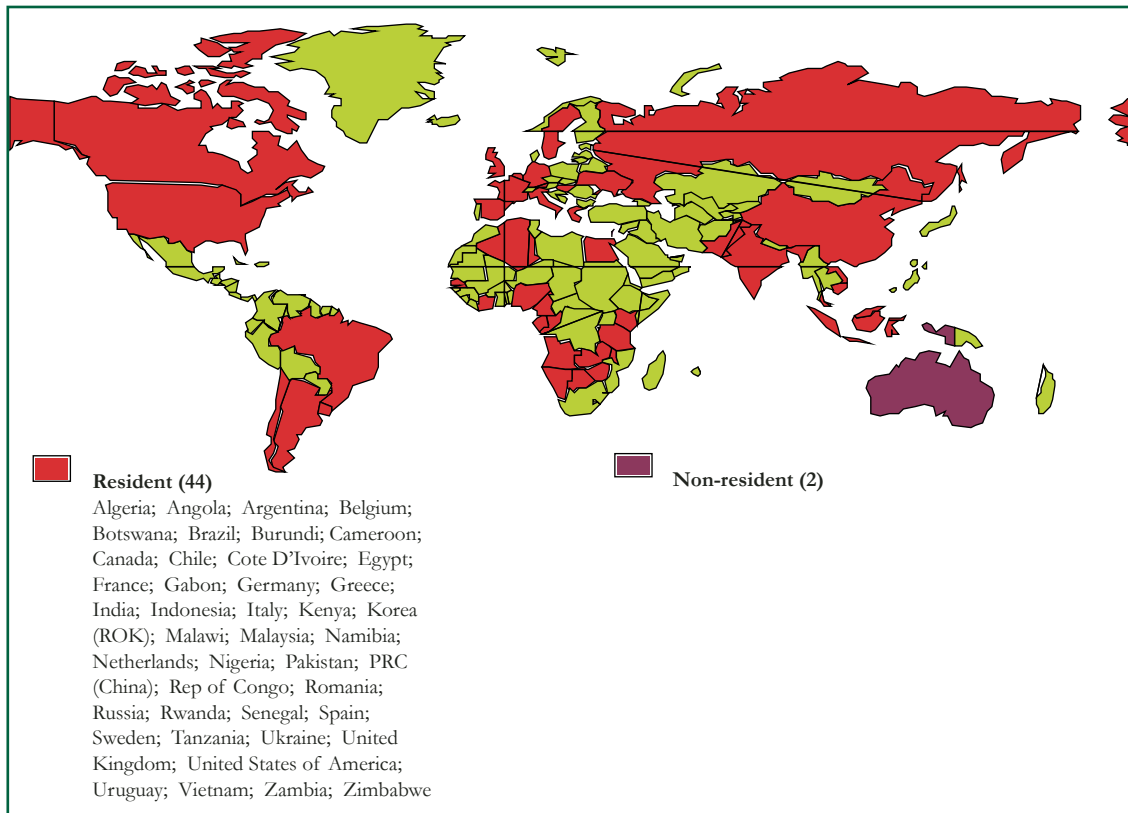 Resident (44)
Algeria; Angola; Argentina; Belgium;
Botswana; Brazil; Burundi; Cameroon;
Canada; Chile; Cote D’Ivoire; Egypt;
France; Gabon; Germany; Greece;
India; Indonesia; Italy; Kenya; Korea
(ROK); Malawi; Malaysia; Namibia;
Netherlands; Nigeria; Pakistan; PRC
(China); Rep of Congo; Romania;
Russia; Rwanda; Senegal; Spain;
Sweden; Tanzania; Ukraine; United
Kingdom; United States of America;
Uruguay; Vietnam; Zambia; Zimbabwe
Non-resident (2)